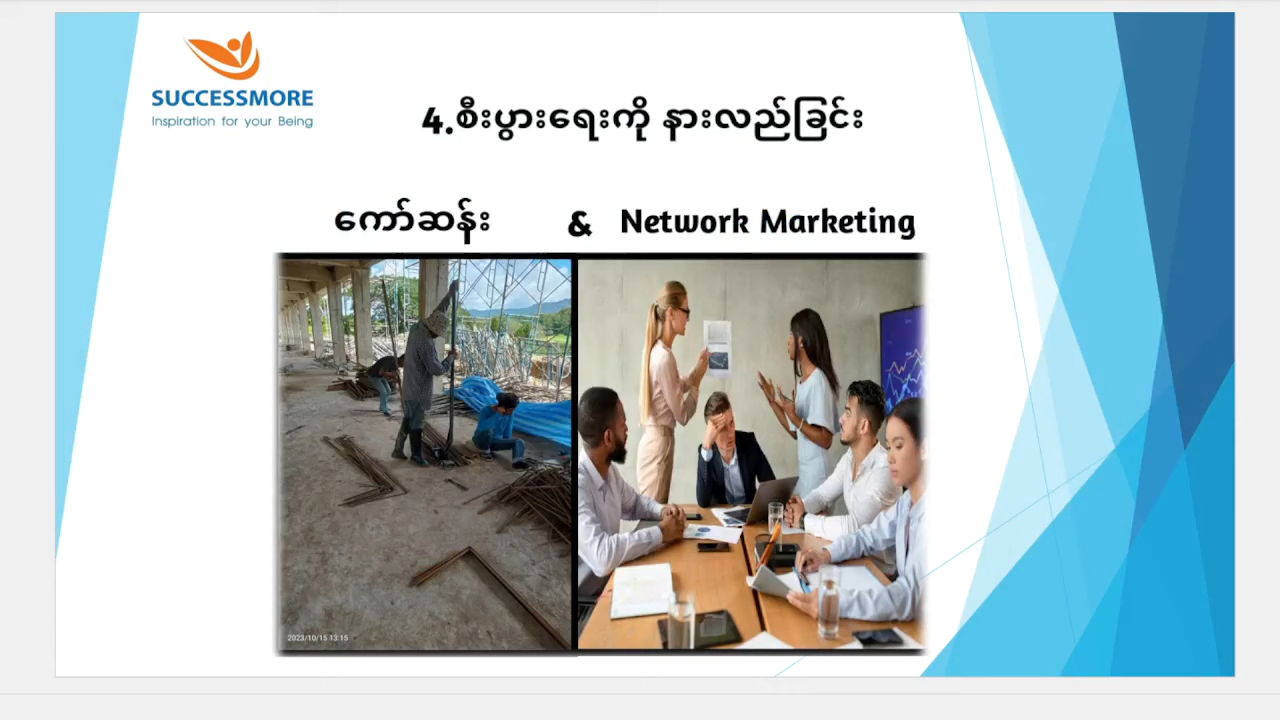 SUCCESSMORE
Inspiration for your Being
4.စီးပွားရေးကို နားလည်ခြင်း
ကော်ဆန်း & Network Marketing
2023/10/15 13:15